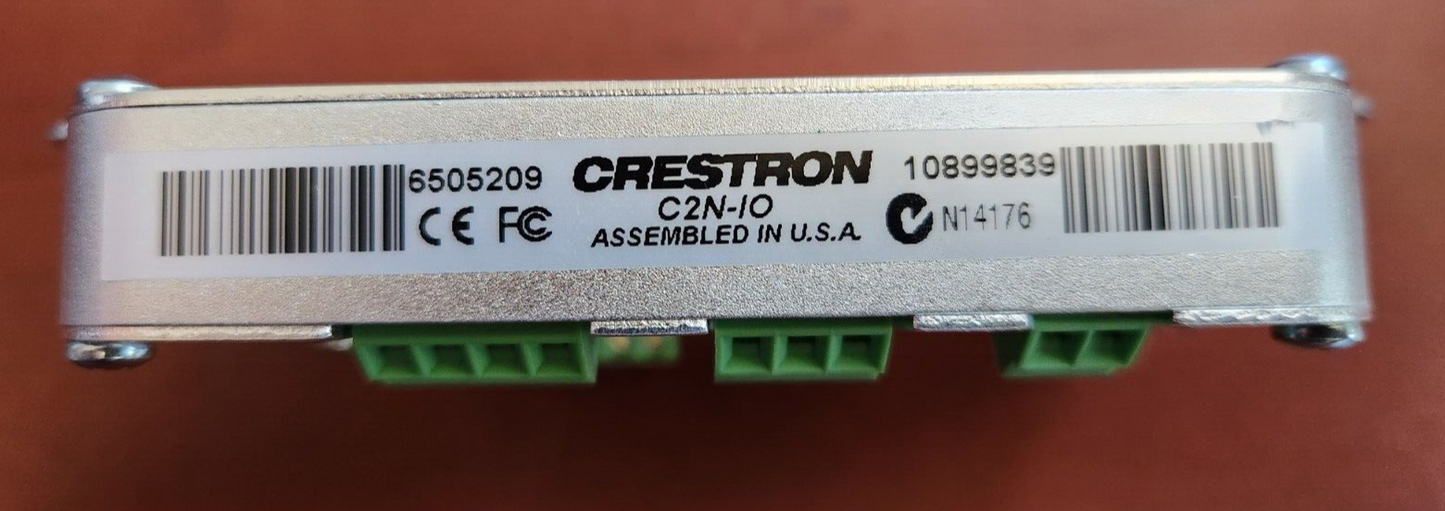 6505209
CE FC
CRESTRON
C2N-IO
ASSEMBLED IN U.S.A.
10899839
N14176